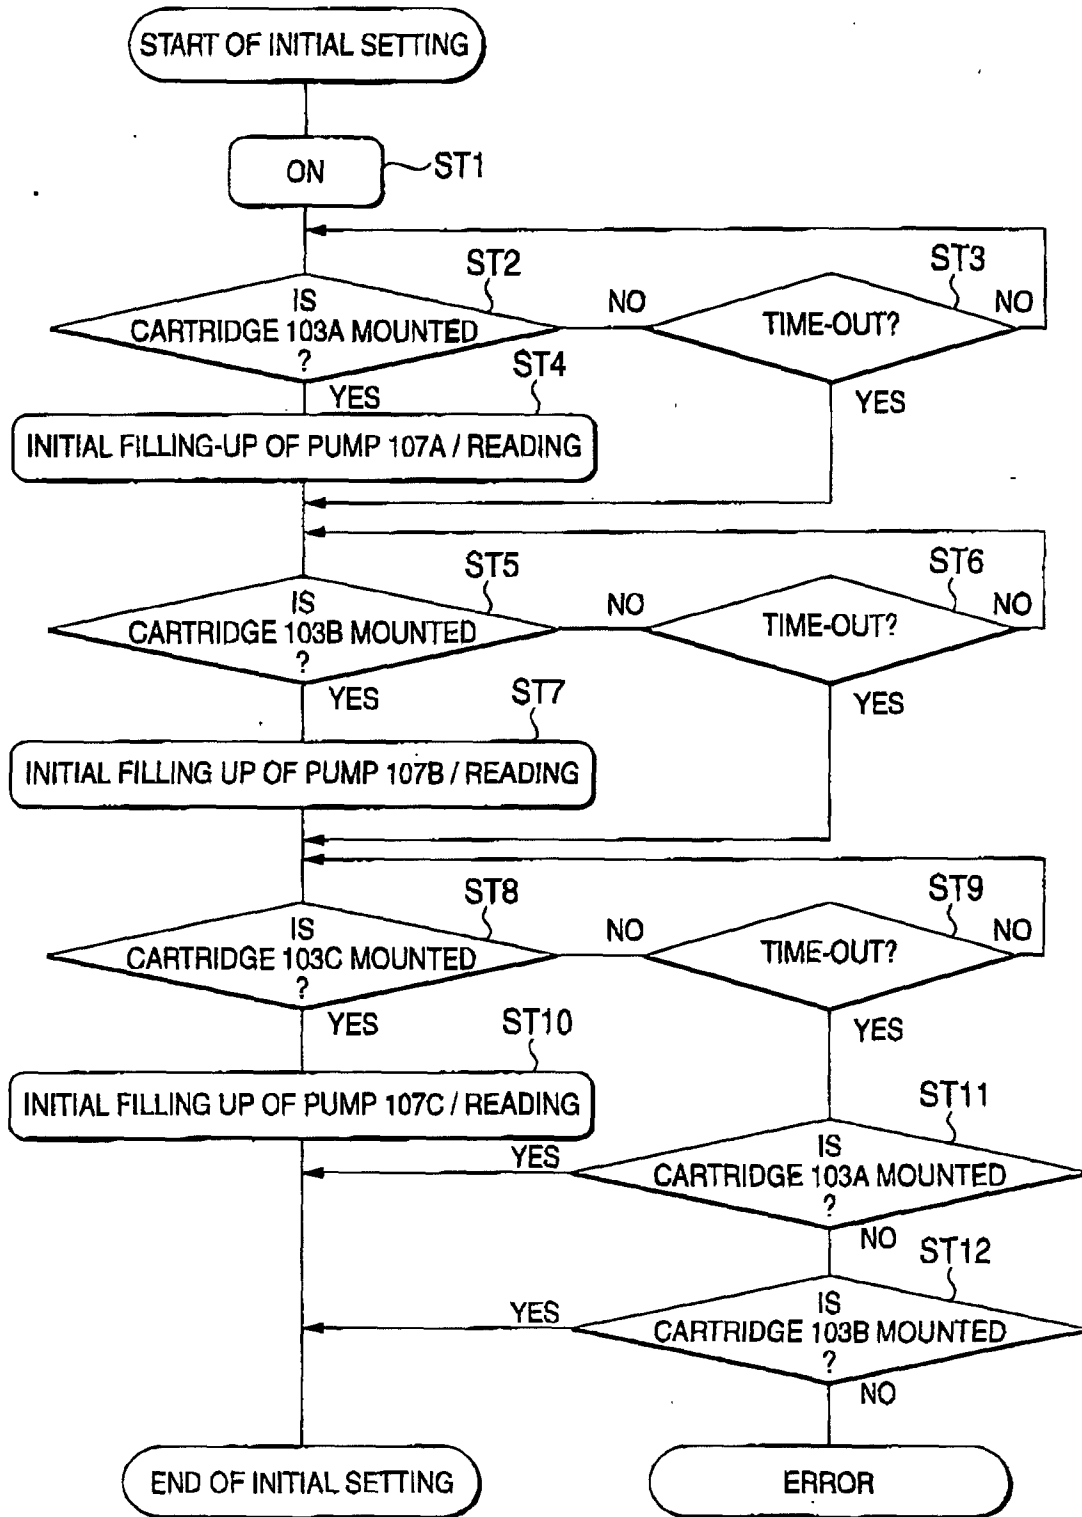 START OF INITIAL SETTING
ON
ST1
ST2
ST3
IS
CARTRIDGE 103A MOUNTED
?
NO
TIME-OUT?
NO
YES
ST4
YES
INITIAL FILLING-UP OF PUMP 107A / READING
ST5
ST6
IS
CARTRIDGE 103B MOUNTED
?
NO
TIME-OUT?
NO
YES
ST7
YES
INITIAL FILLING UP OF PUMP 107B / READING
ST8
ST9
IS
CARTRIDGE 103C MOUNTED
?
NO
TIME-OUT?
NO
YES
ST10
YES
INITIAL FILLING UP OF PUMP 107C / READING
ST11
YES
IS
CARTRIDGE 103A MOUNTED
?
NO
ST12
YES
IS
CARTRIDGE 103B MOUNTED
?
NO
END OF INITIAL SETTING
ERROR